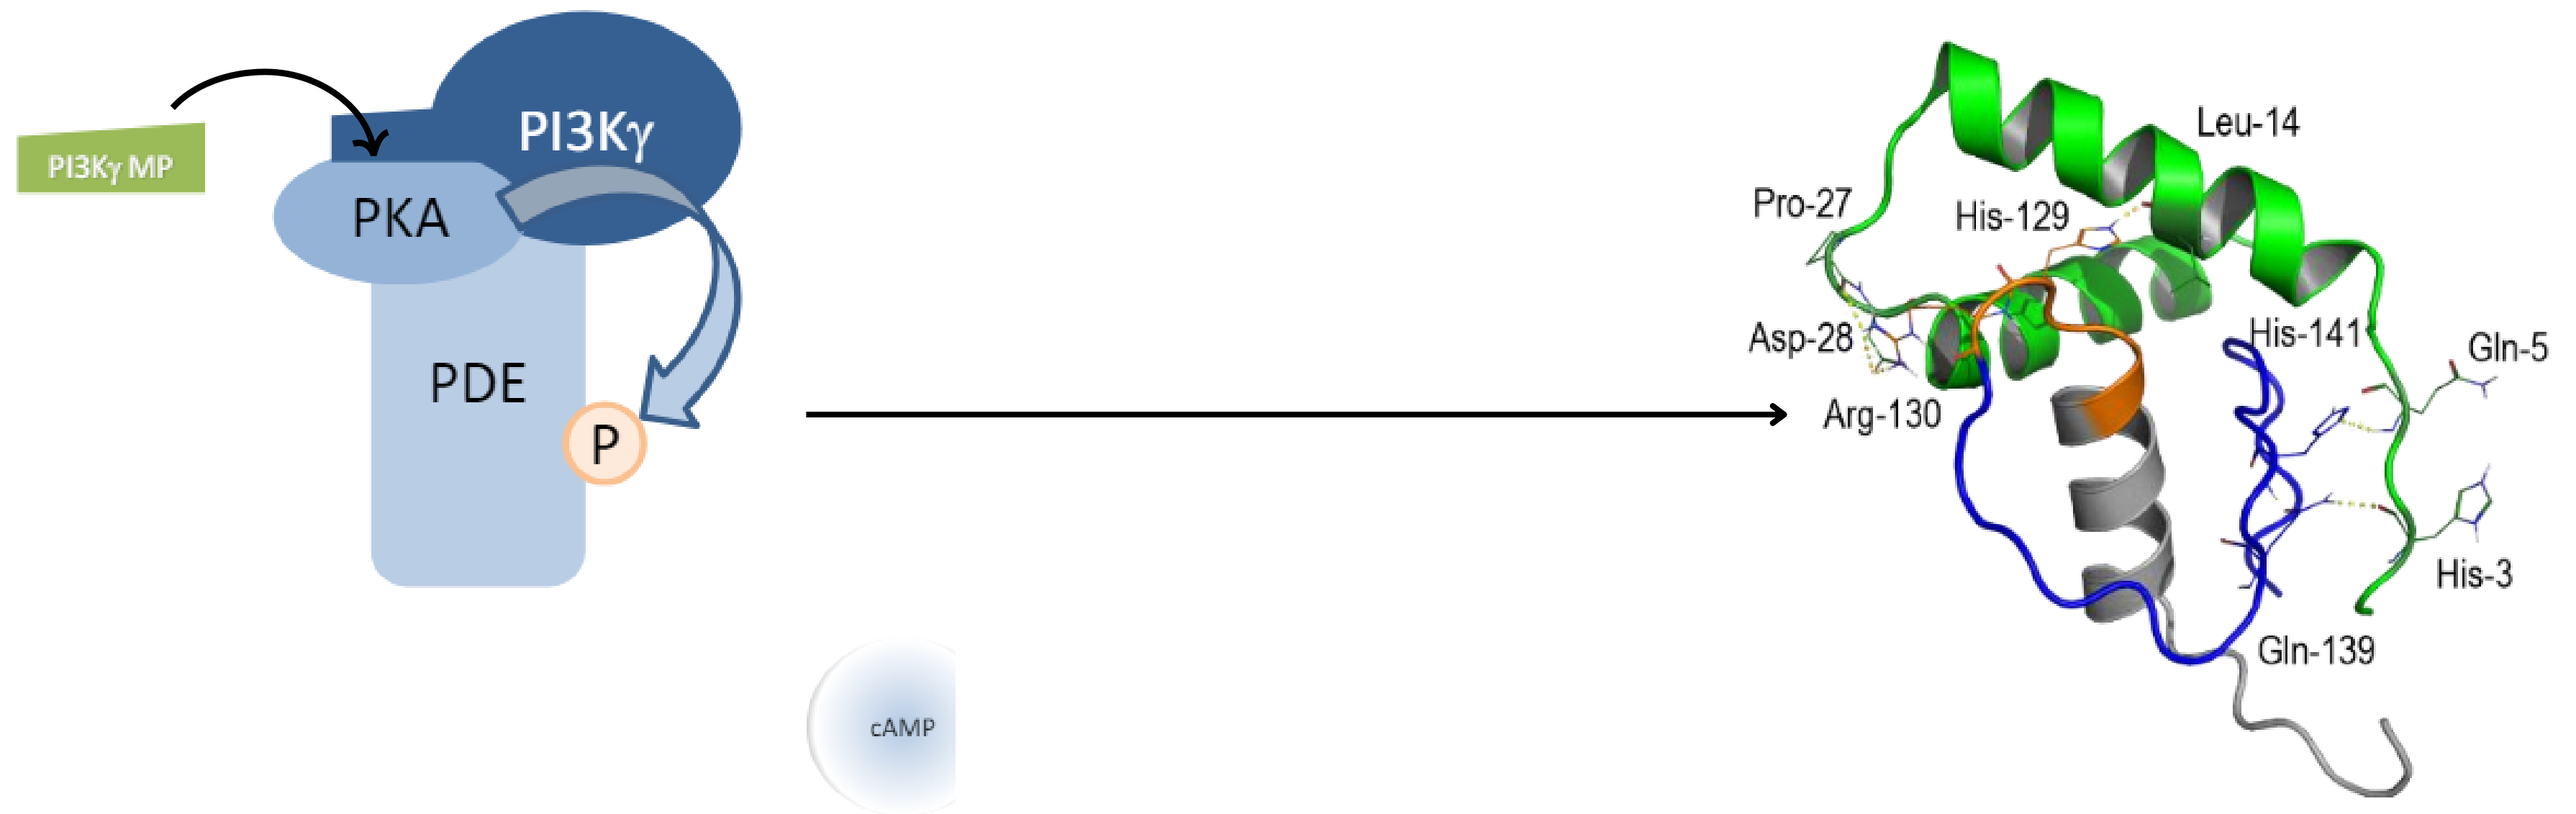 PI3Kγ MP
PI3Kγ
PKA
PDE
P
cAMP
Leu-14
Pro-27
His-129
Asp-28
His-141
Gln-5
Arg-130
His-3
Gln-139